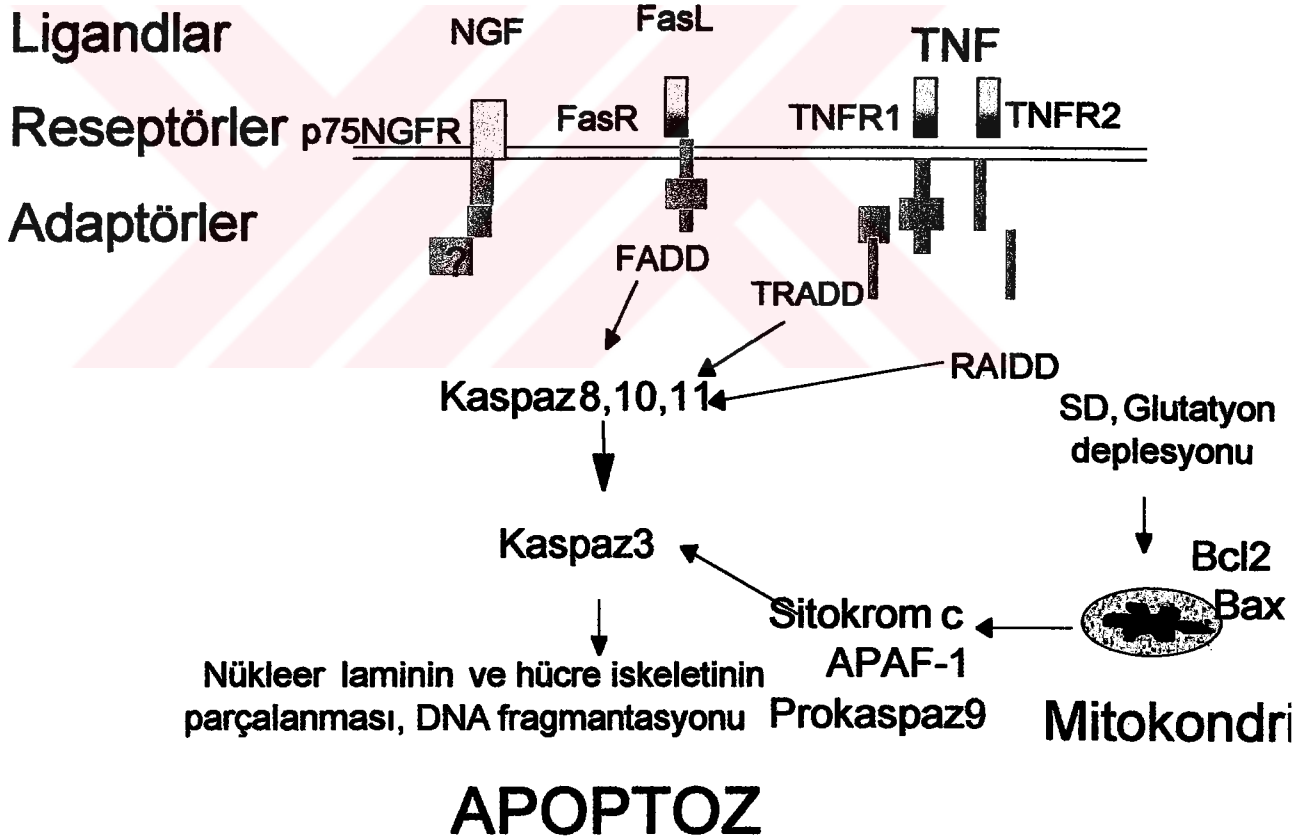 Ligandlar
NGF
FasL
TNF
Reseptörler
p75NGFR
FasR
TNFR1
TNFR2
Adaptörler
?
FADD
TRADD
RAIDD
Kaspaz8,10,11
SD, Glutatyon
deplesyonu
Kaspaz3
Bcl2
Bax
Sitokrom c
APAF-1
Prokaspaz9
Mitokondri
Nükleer laminin ve hücre iskeletinin
parçalanması, DNA fragmantasyonu
APOPTOZ